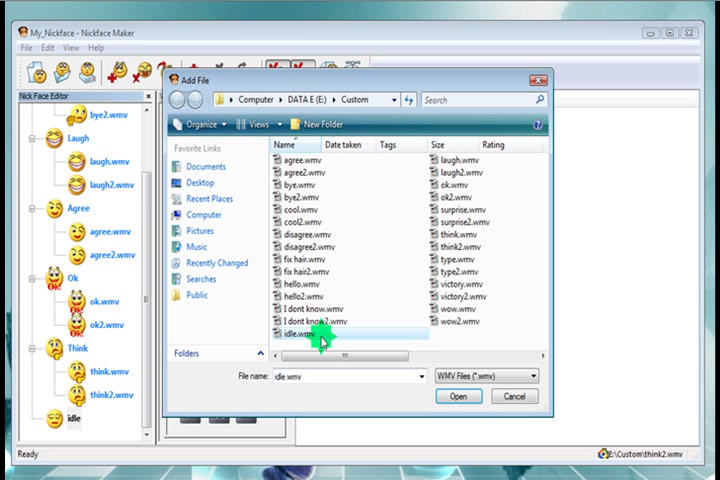 My_Nickface - Nickface Maker
File Edit View Help
Nick Face Editor
bye2.wmv
Laugh
laugh.wmv
laugh2.wmv
Agree
agree.wmv
agree2.wmv
Ok
ok.wmv
ok2.wmv
Think
think.wmv
think2.wmv
idle
Add File
Computer DATA E (E:) Custom Search
Organize Views New Folder
Favorite Links
Documents
Desktop
Recent Places
Computer
Pictures
Music
Recently Changed
Searches
Public
Folders
Name Date taken Tags Size Rating
agree.wmv
agree2.wmv
bye.wmv
bye2.wmv
cool.wmv
cool2.wmv
disagree.wmv
disagree2.wmv
fix hair.wmv
fix hair2.wmv
hello.wmv
hello2.wmv
I dont know.wmv
I dont know2.wmv
idle.wmv
laugh.wmv
laugh2.wmv
ok.wmv
ok2.wmv
surprise.wmv
surprise2.wmv
think.wmv
think2.wmv
type.wmv
type2.wmv
victory.wmv
victory2.wmv
wow.wmv
wow2.wmv
File name: idle.wmv WMV Files (*.wmv)
Open Cancel
Ready E:\Custom\think2.wmv